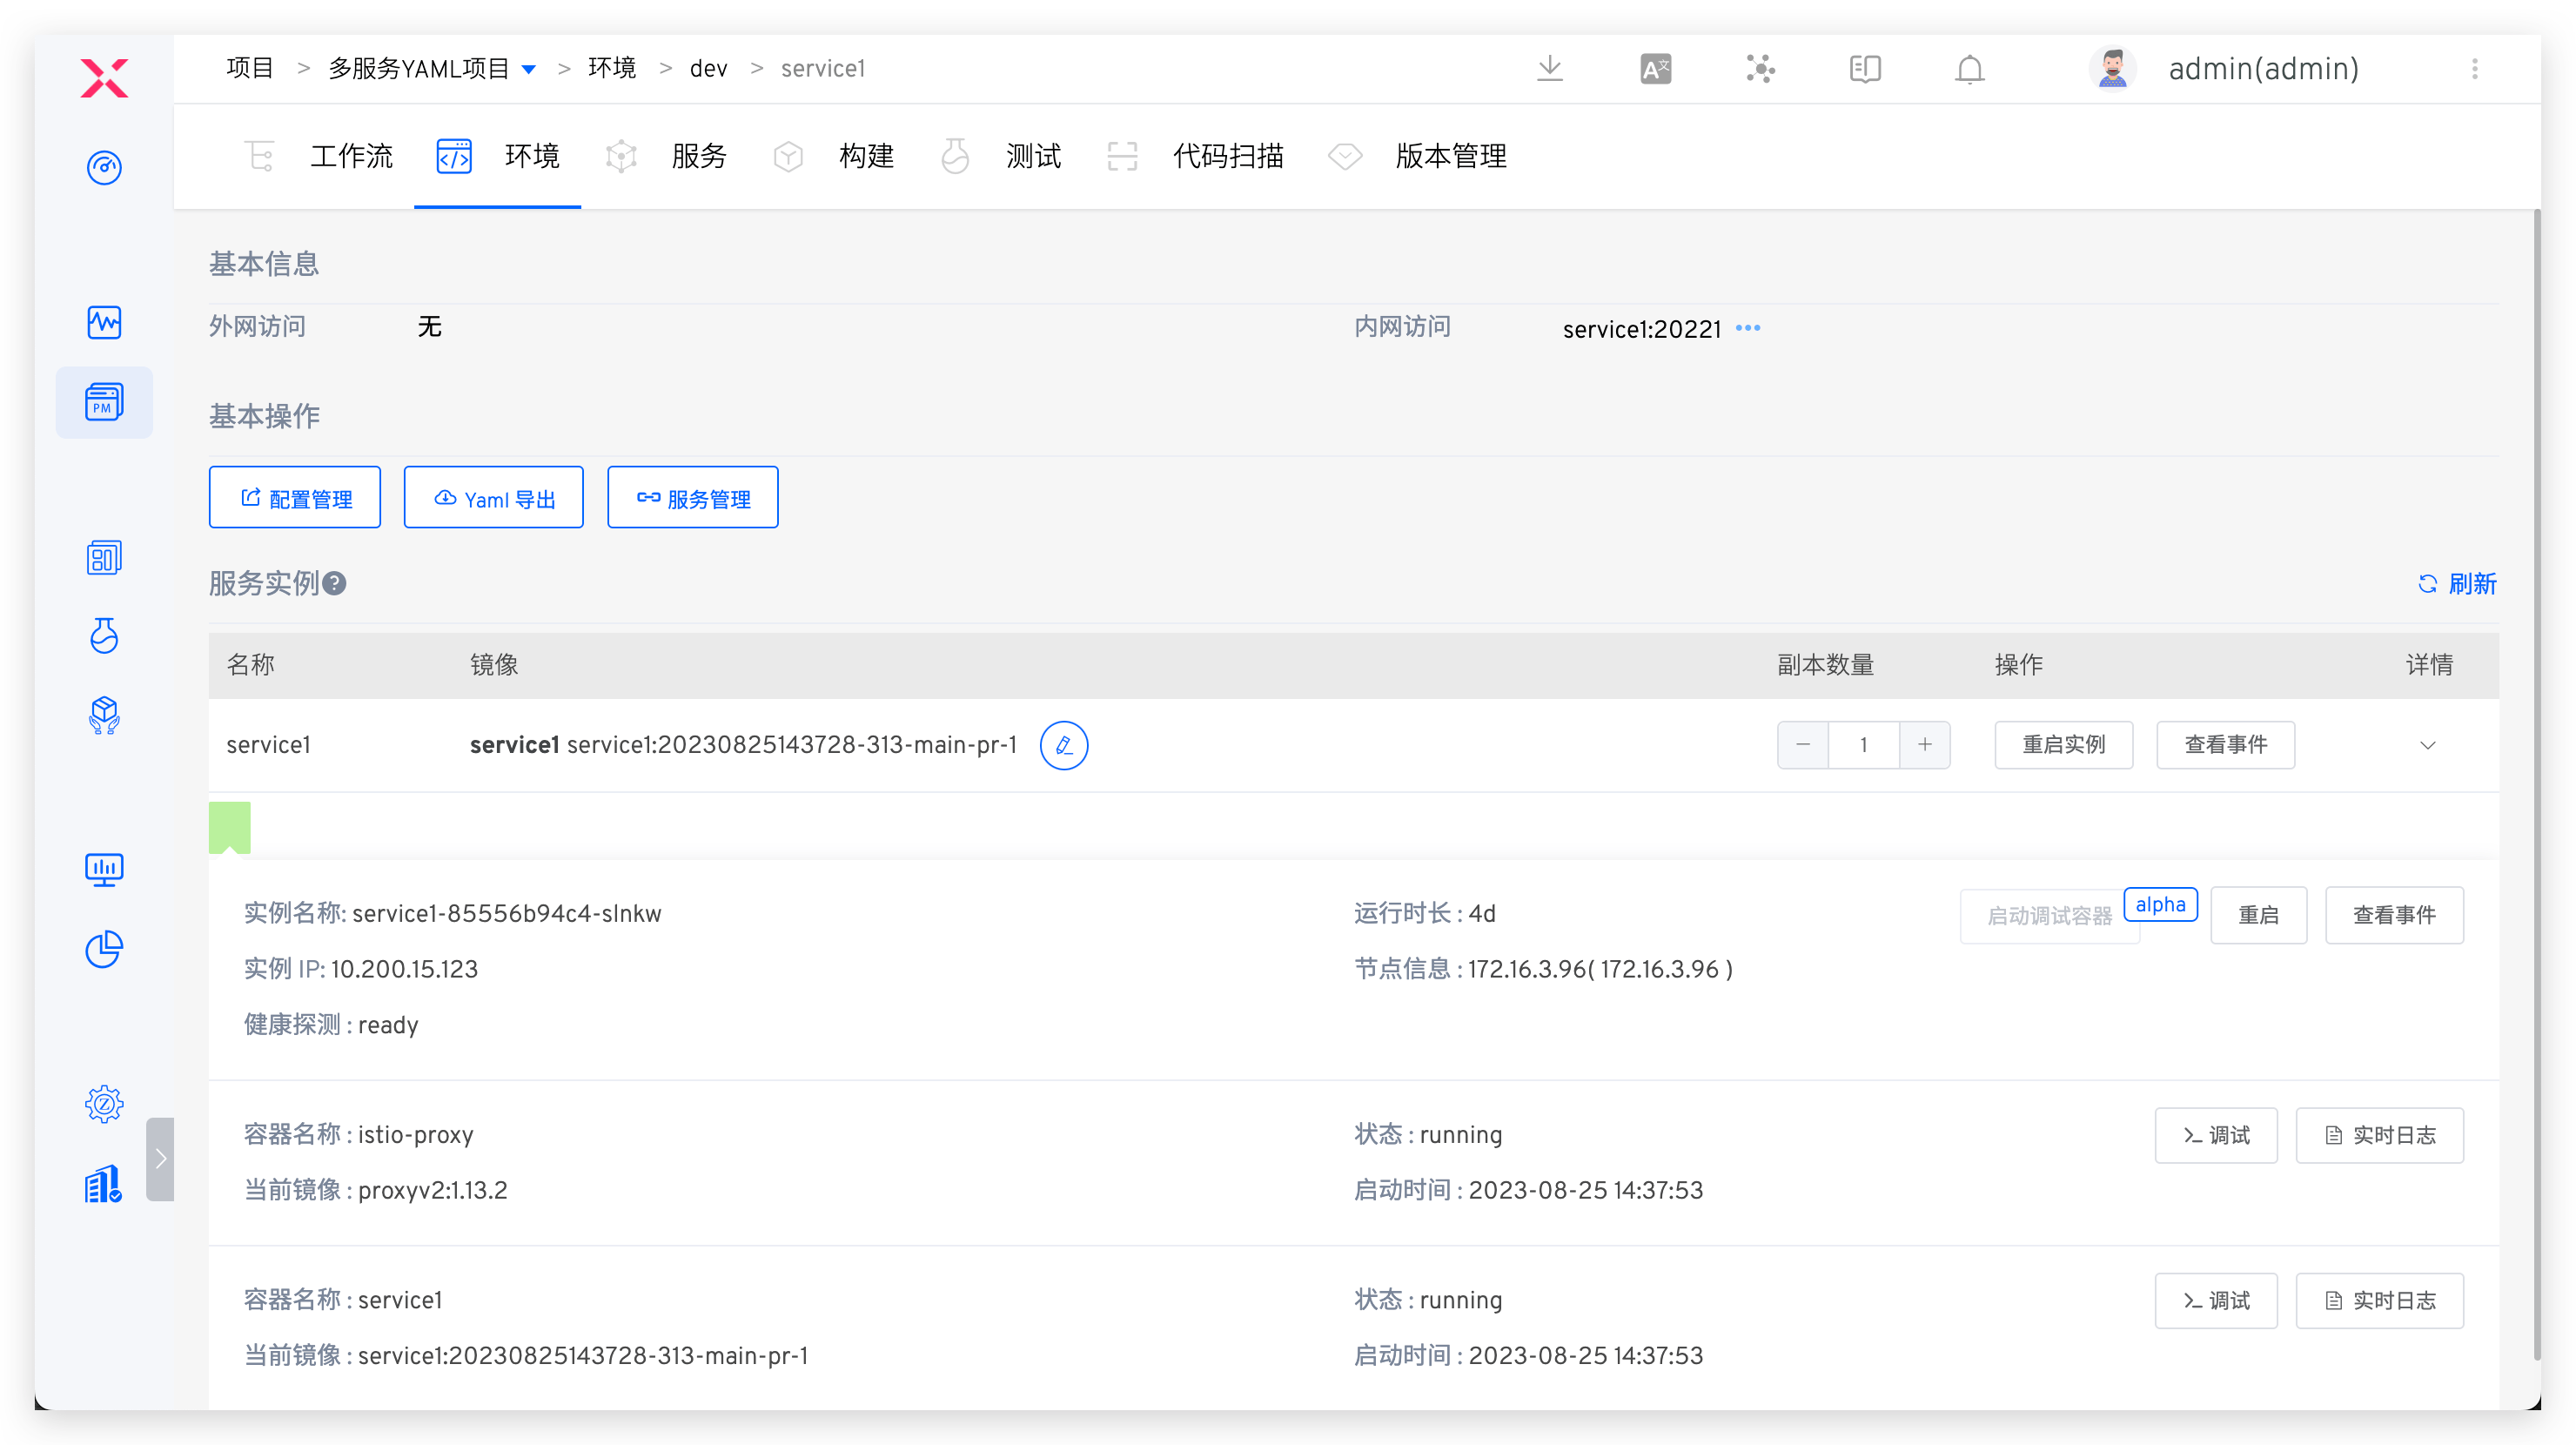 项目 > 多服务YAML项目 > 环境 > dev > service1
admin(admin)
工作流 环境 服务 构建 测试 代码扫描 版本管理
基本信息
外网访问 无 内网访问 service1:20221
基本操作
配置管理 Yaml 导出 服务管理
服务实例 刷新
名称 镜像 副本数量 操作 详情
service1 service1 service1:20230825143728-313-main-pr-1 1 重启实例 查看事件
实例名称: service1-85556b94c4-slnkw 运行时长 : 4d 启动调试容器 alpha 重启 查看事件
实例 IP: 10.200.15.123 节点信息 : 172.16.3.96( 172.16.3.96 )
健康探测 : ready
容器名称 : istio-proxy 状态 : running 调试 实时日志
当前镜像 : proxyv2:1.13.2 启动时间 : 2023-08-25 14:37:53
容器名称 : service1 状态 : running 调试 实时日志
当前镜像 : service1:20230825143728-313-main-pr-1 启动时间 : 2023-08-25 14:37:53
PM